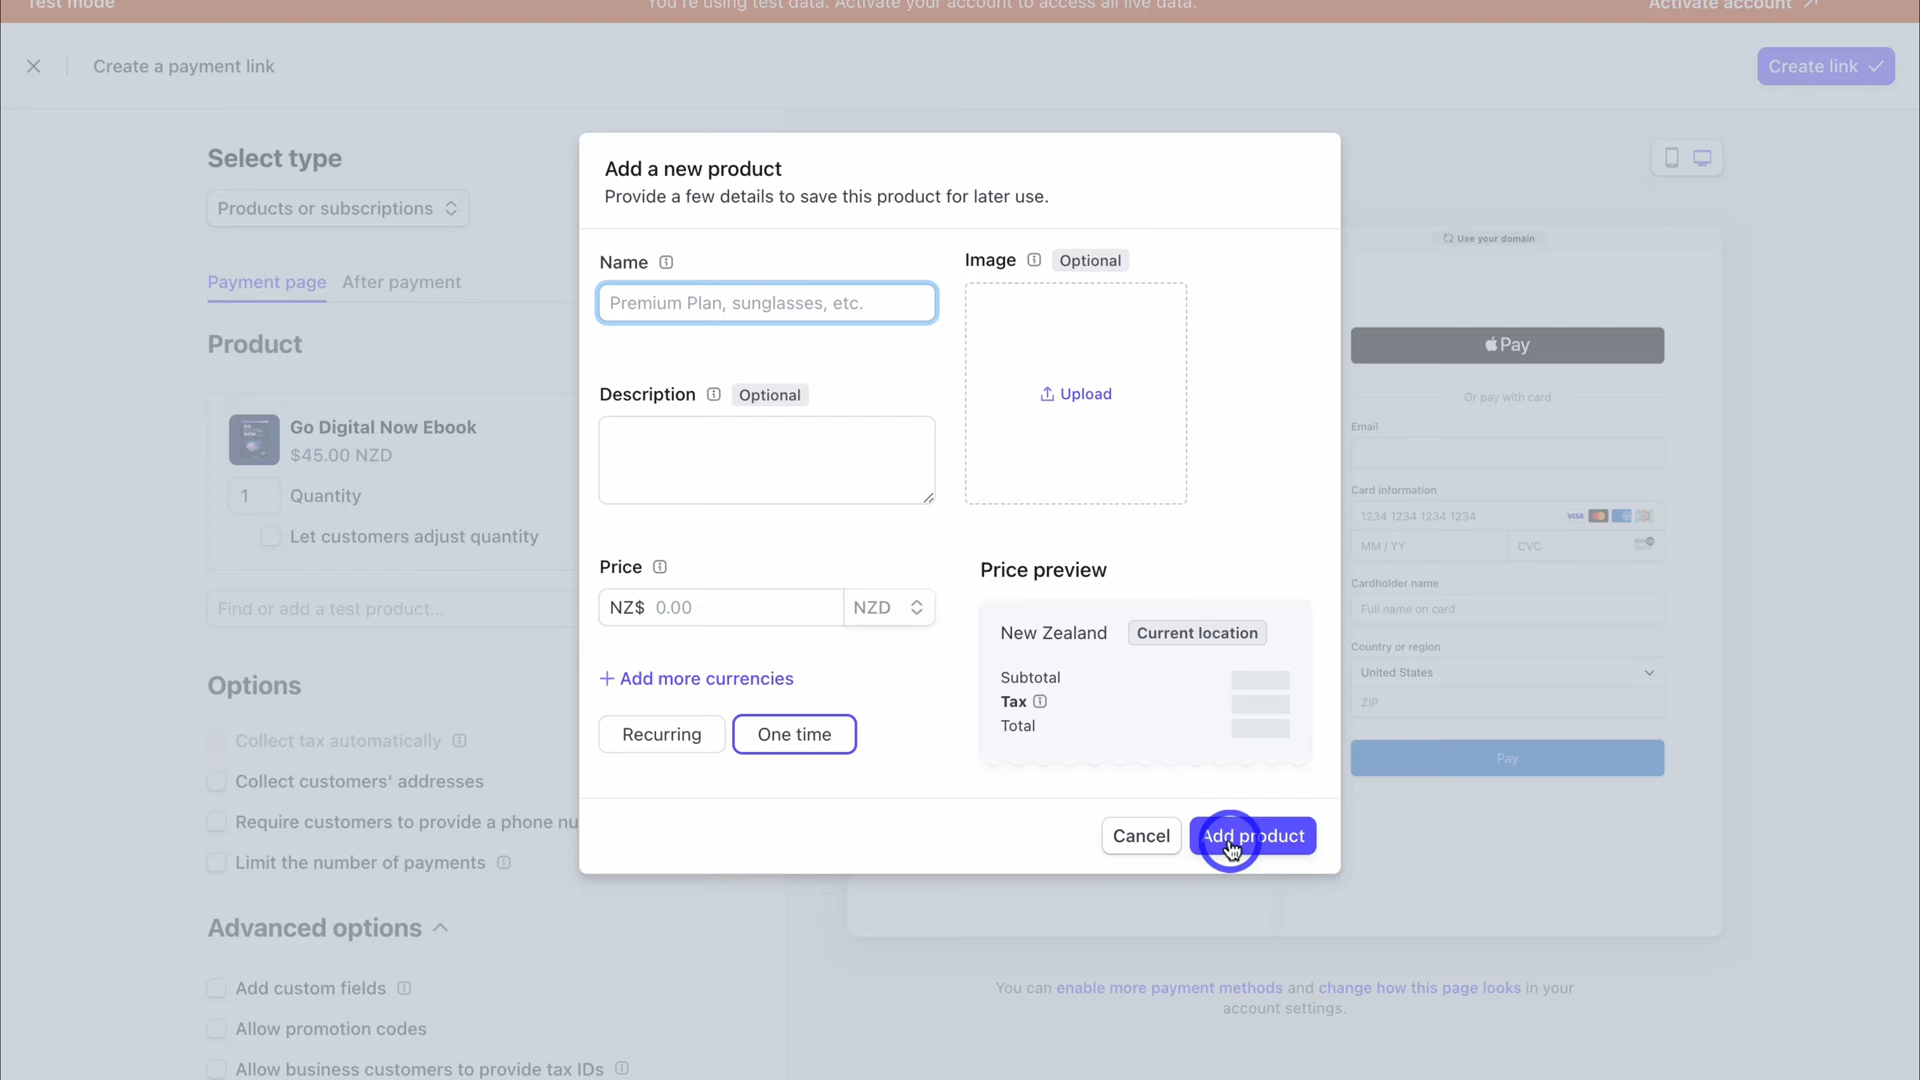 Test mode
You're using test data. Activate your account to access all live data.
Activate account
Create a payment link
Create link
Select type
Products or subscriptions
Payment page
After payment
Product
Go Digital Now Ebook
$45.00 NZD
1
Quantity
Let customers adjust quantity
Find or add a test product...
Options
Collect tax automatically
Collect customers' addresses
Require customers to provide a phone nu
Limit the number of payments
Advanced options
Add custom fields
Allow promotion codes
Allow business customers to provide tax IDs
Add a new product
Provide a few details to save this product for later use.
Name
Premium Plan, sunglasses, etc.
Image
Optional
Upload
Description
Optional
Price
NZ$ 0.00
NZD
+ Add more currencies
Recurring
One time
Price preview
New Zealand
Current location
Subtotal
Tax
Total
Cancel
Add product
Use your domain
Pay
Or pay with card
Email
Card information
1234 1234 1234 1234
VISA
MM / YY
CVC
Cardholder name
Full name on card
Country or region
United States
ZIP
Pay
You can enable more payment methods and change how this page looks in your
account settings.